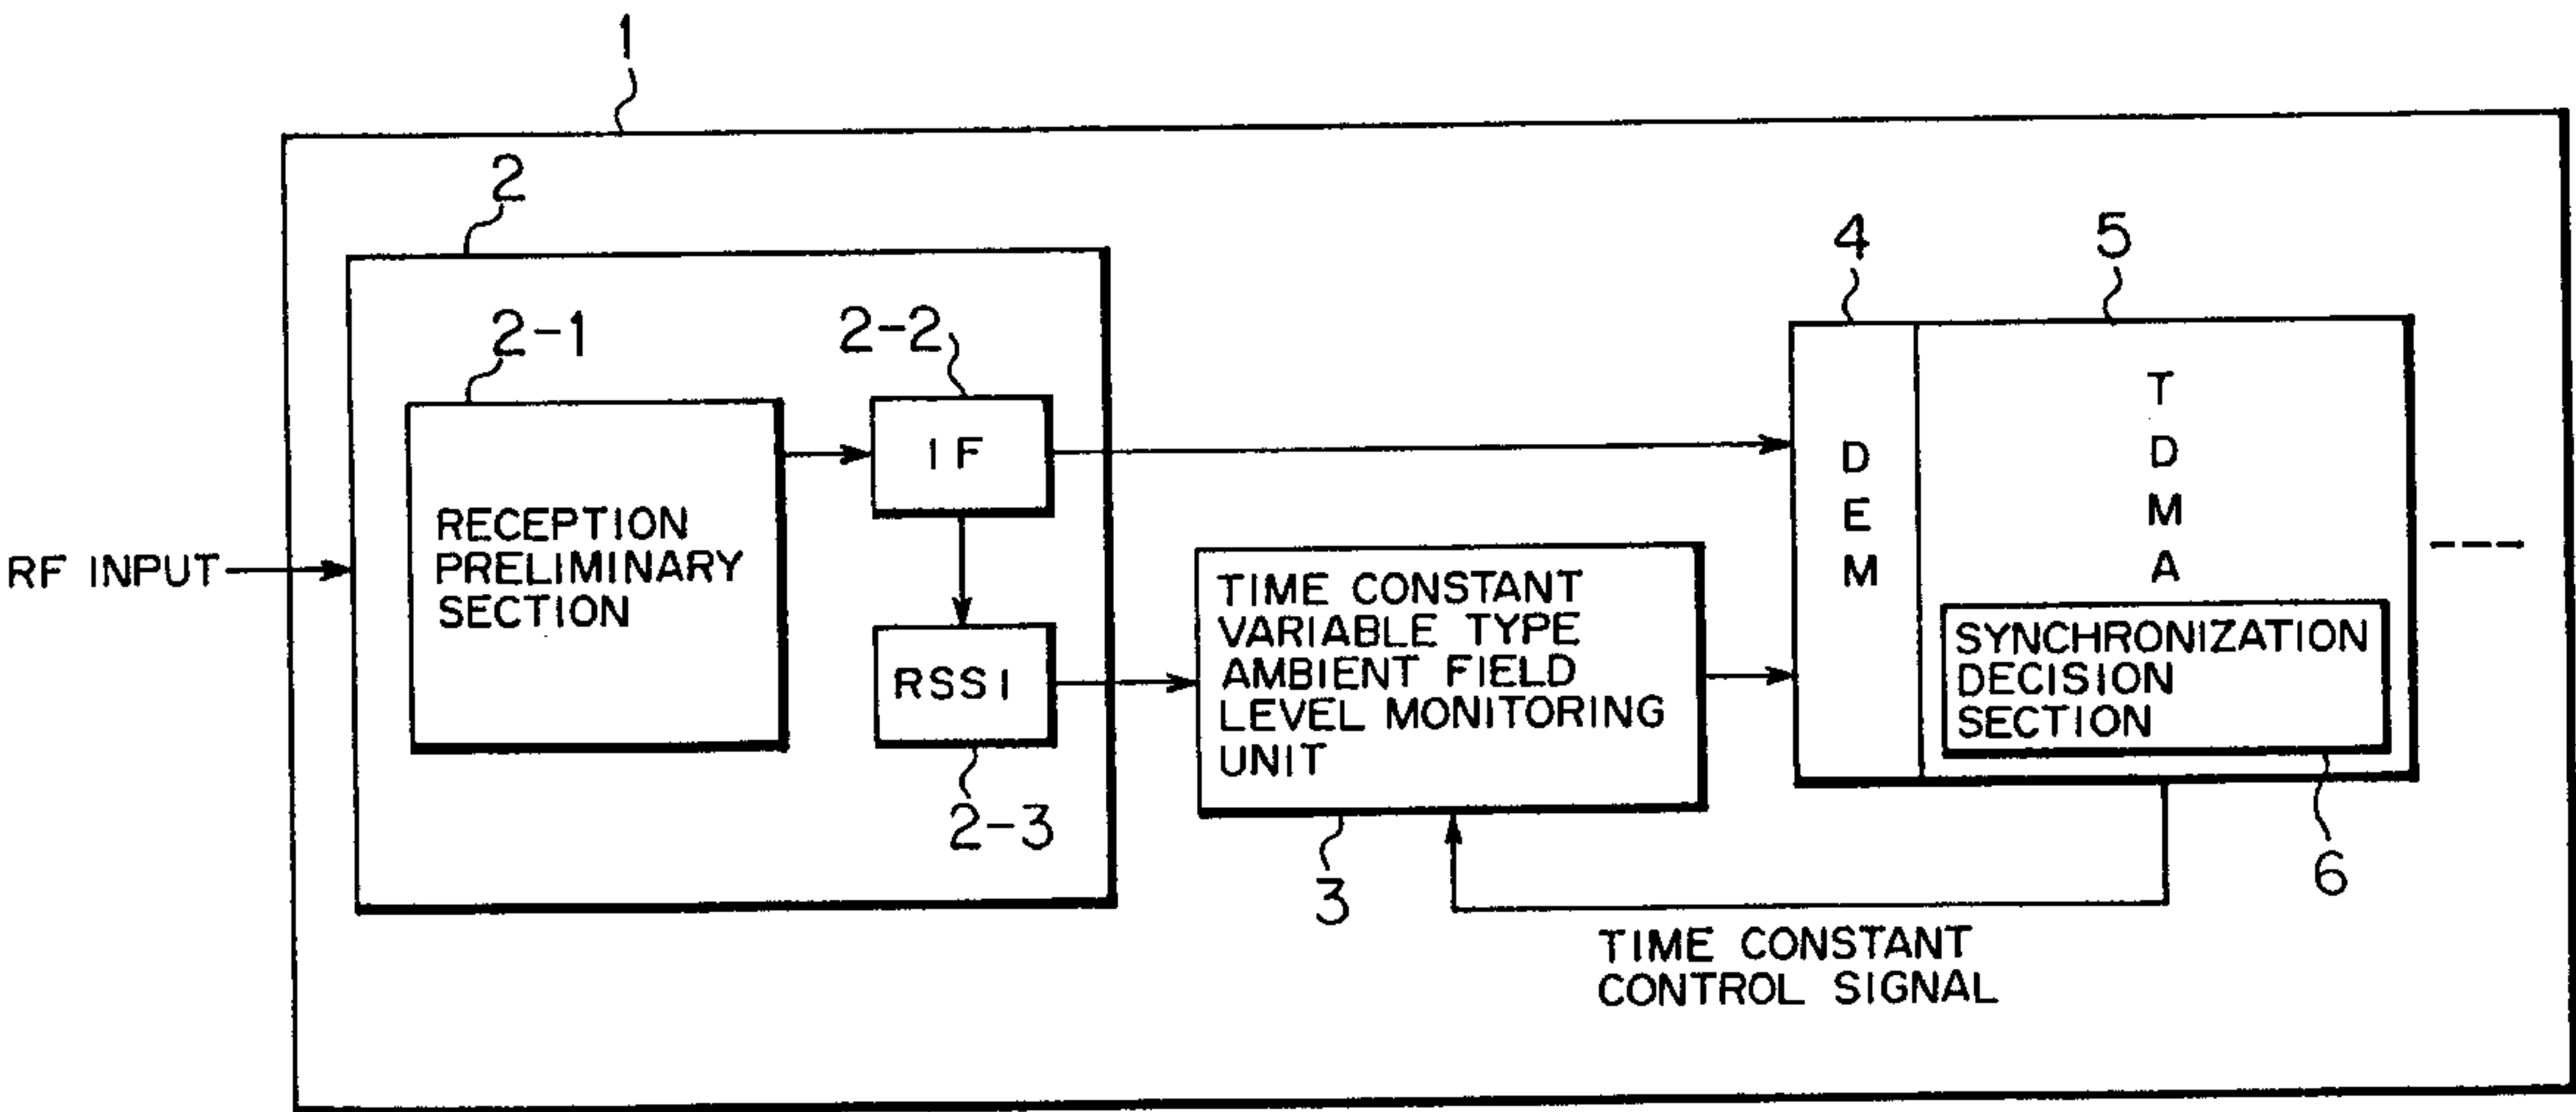 1
2
2-1
2-2
4
5
RF INPUT
RECEPTION
PRELIMINARY
SECTION
IF
RSSI
2-3
TIME CONSTANT
VARIABLE TYPE
AMBIENT FIELD
LEVEL MONITORING
UNIT
3
D
E
M
T
D
M
A
SYNCHRONIZATION
DECISION
SECTION
6
TIME CONSTANT
CONTROL SIGNAL